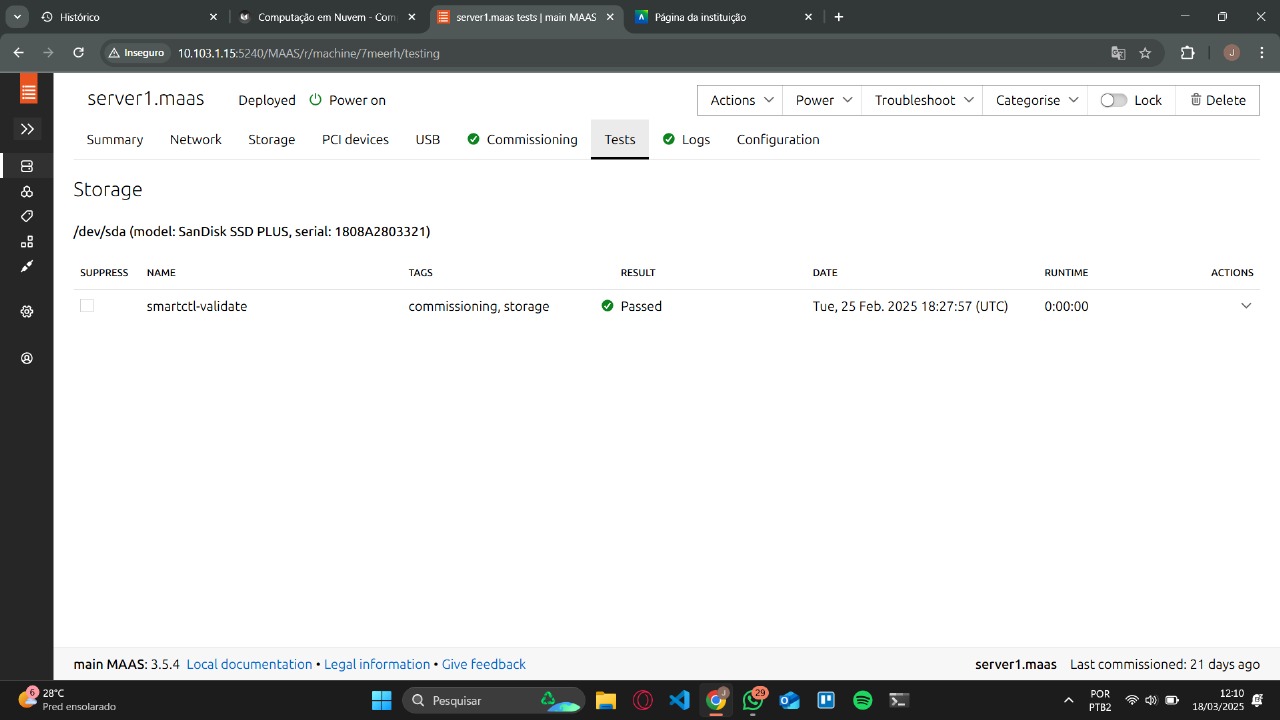 Histórico
Computação em Nuvem - Com
server1.maas tests | main MAAS
Página da instituição
Inseguro
10.103.1.15:5240/MAAS/r/machine/7meerh/testing
J
server1.maas
Deployed
Power on
Actions
Power
Troubleshoot
Categorise
Lock
Delete
Summary
Network
Storage
PCI devices
USB
Commissioning
Tests
Logs
Configuration
Storage
/dev/sda (model: SanDisk SSD PLUS, serial: 1808A2803321)
SUPPRESS NAME TAGS RESULT DATE RUNTIME ACTIONS
smartctl-validate commissioning, storage Passed Tue, 25 Feb. 2025 18:27:57 (UTC) 0:00:00
main MAAS: 3.5.4 Local documentation • Legal information • Give feedback
server1.maas Last commissioned: 21 days ago
6
28°C
Pred ensolarado
Pesquisar
J
29
POR
PTB2
12:10
18/03/2025